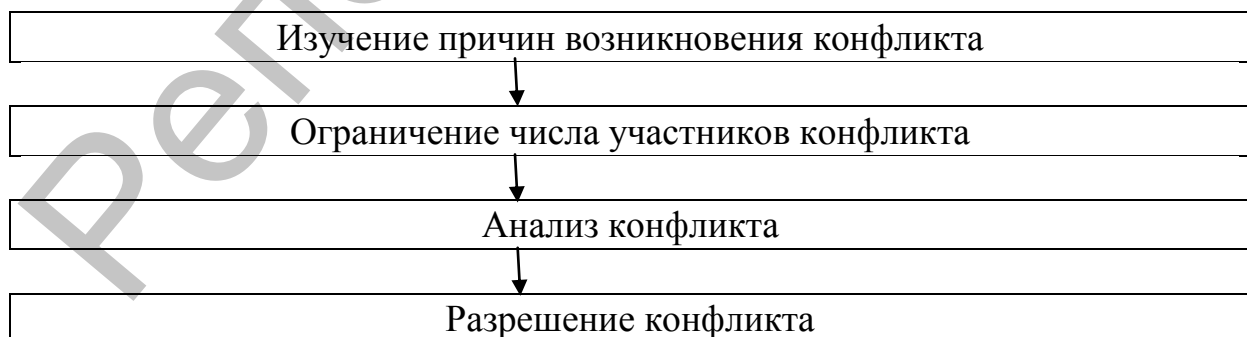 Изучение причин возникновения конфликта
Ограничение числа участников конфликта
Анализ конфликта
Разрешение конфликта